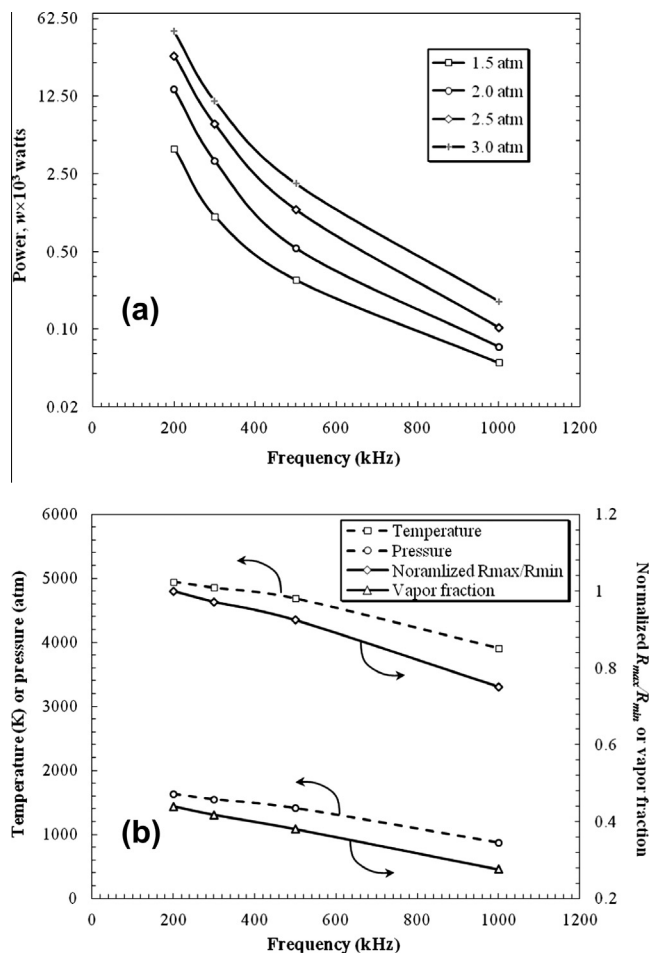 62.50
12.50
2.50
0.50
0.10
0.02
Power, w×10³ watts
1.5 atm
2.0 atm
2.5 atm
3.0 atm
(a)
0 200 400 600 800 1000 1200
Frequency (kHz)
6000
5000
4000
3000
2000
1000
0
Temperature (K) or pressure (atm)
Temperature
Pressure
Noramlized Rmax/Rmin
Vapor fraction
1.2
1
0.8
0.6
0.4
0.2
Normalized Rmax/Rmin or vapor fraction
(b)
0 200 400 600 800 1000 1200
Frequency (kHz)